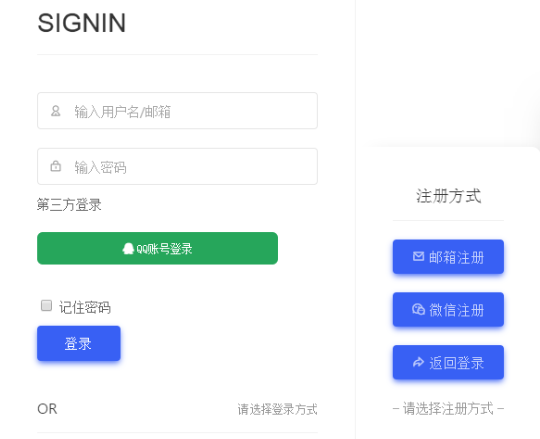 SIGNIN
输入用户名/邮箱
输入密码
第三方登录
QQ账号登录
记住密码
登录
OR
请选择登录方式
注册方式
邮箱注册
微信注册
返回登录
– 请选择注册方式 –